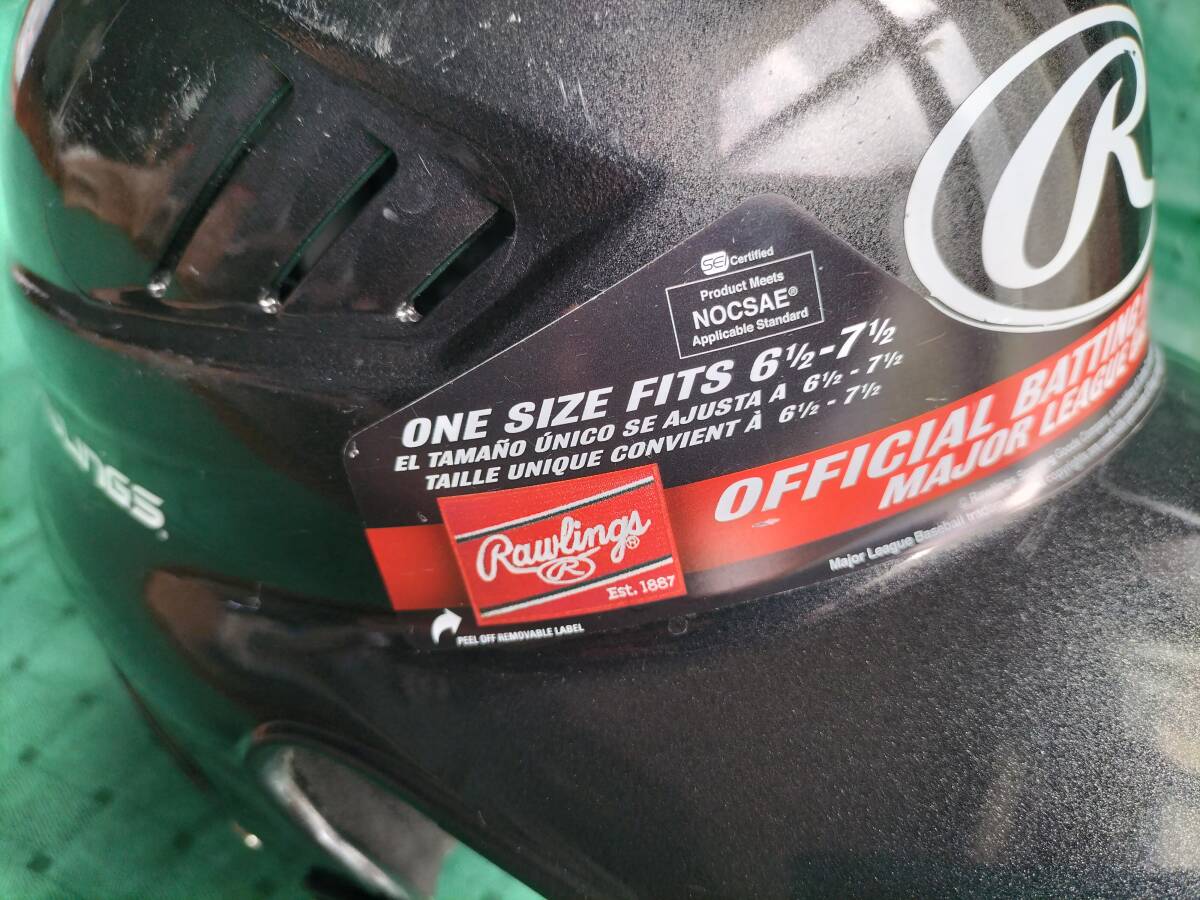 R
SEI Certified
Product Meets
NOCSAE®
Applicable Standard
ONE SIZE FITS 6½-7½
EL TAMAÑO ÚNICO SE AJUSTA A 6½ - 7½
TAILLE UNIQUE CONVIENT À 6½ - 7½
OFFICIAL BATTING
MAJOR LEAGUE
Rawlings®
R
Est. 1887
Major League Baseball
PEEL OFF REMOVABLE LABEL
INGS